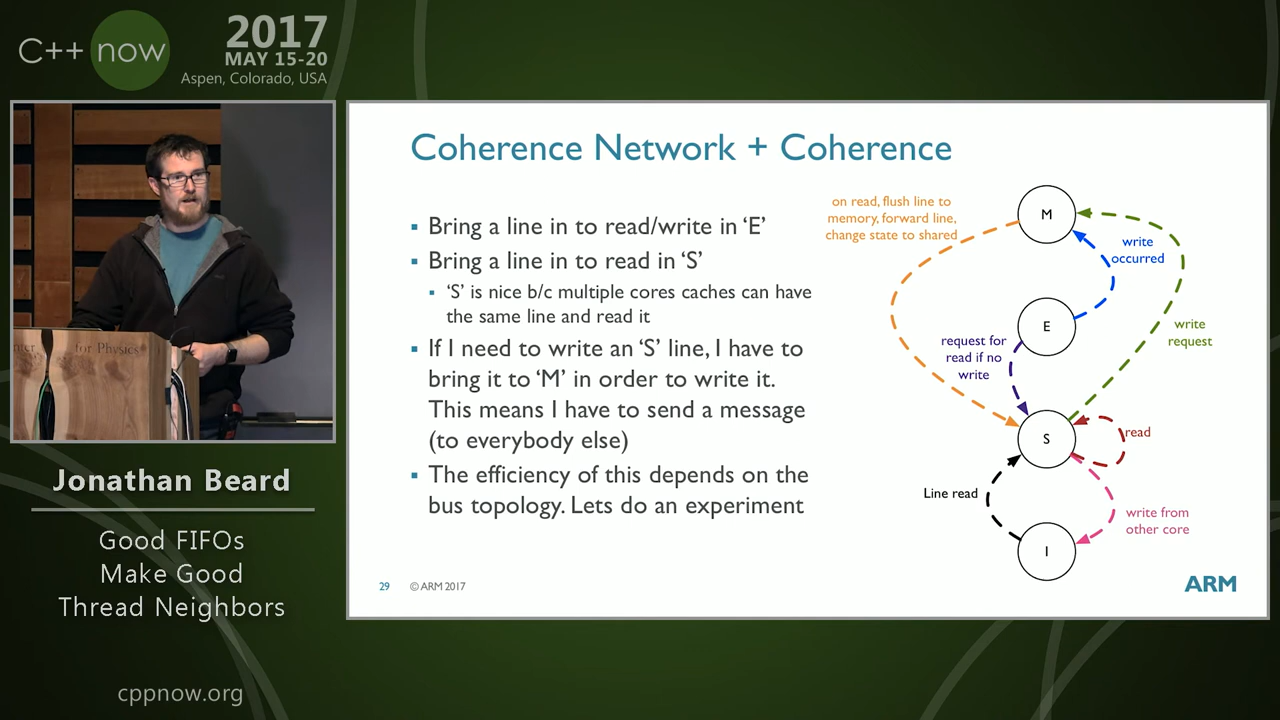 C++ now
2017
MAY 15-20
Aspen, Colorado, USA
for Physics
Jonathan Beard
Good FIFOs
Make Good
Thread Neighbors
cppnow.org
Coherence Network + Coherence
▪ Bring a line in to read/write in ‘E’
▪ Bring a line in to read in ‘S’
▪ ‘S’ is nice b/c multiple cores caches can have
the same line and read it
▪ If I need to write an ‘S’ line, I have to
bring it to ‘M’ in order to write it.
This means I have to send a message
(to everybody else)
▪ The efficiency of this depends on the
bus topology. Lets do an experiment
on read, flush line to
memory, forward line,
change state to shared
M
write
occurred
E
request for
read if no
write
write
request
S
read
Line read
write from
other core
I
29 © ARM 2017
ARM